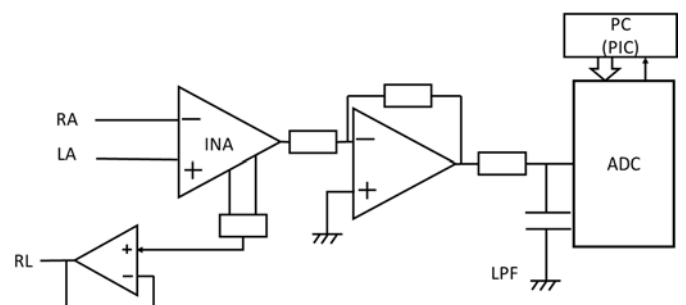 PC
(PIC)
RA
−
INA
LA
+
−
+
ADC
RL
+
−
LPF